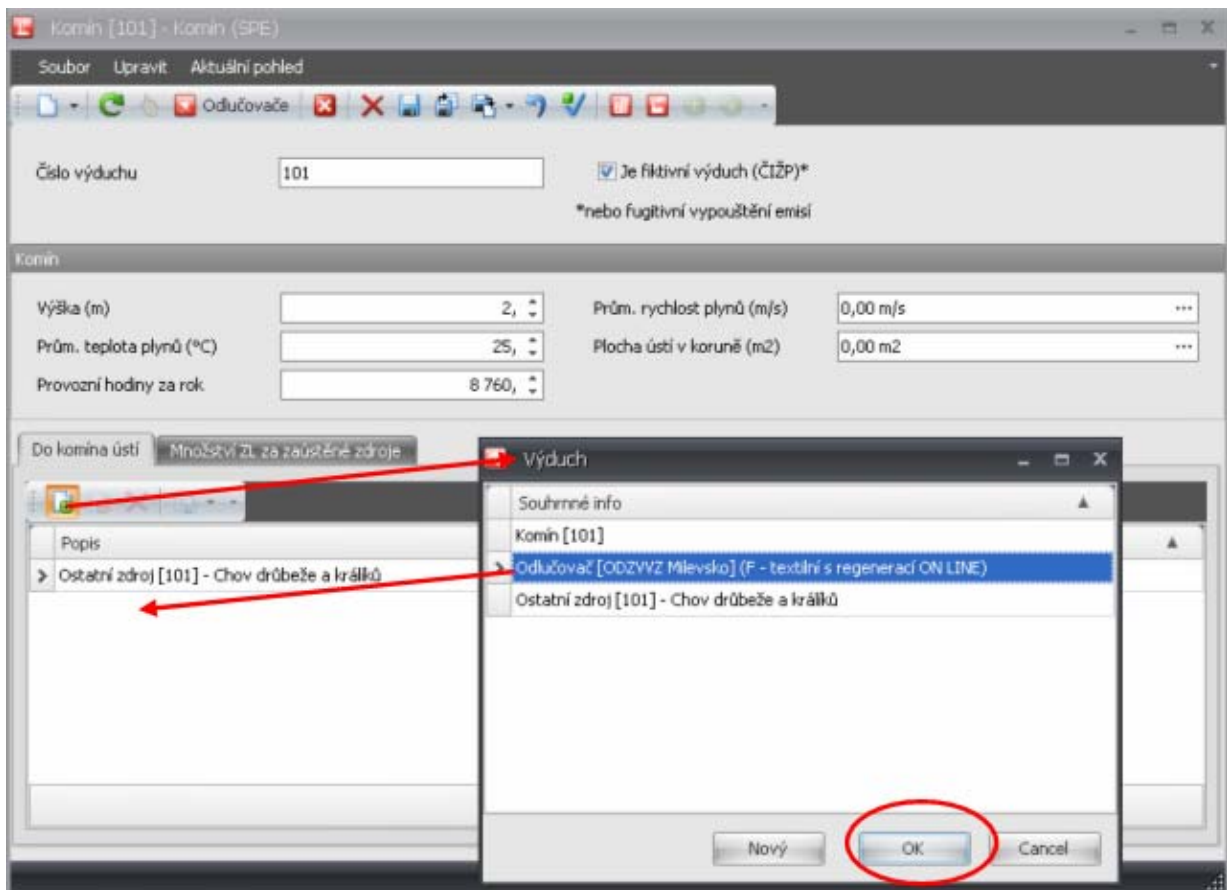 Komín [101] - Komín (SPE)
Soubor Upravit Aktuální pohled
Odlučovače
Číslo výduchu 101 Je fiktivní výduch (ČIŽP)*
*nebo fugitivní vypouštění emisí
Komín
Výška (m) 2, Prům. rychlost plynů (m/s) 0,00 m/s
Prům. teplota plynů (°C) 25, Plocha ústí v koruně (m2) 0,00 m2
Provozní hodiny za rok 8 760,
Do komína ústí Množství ZL za zaústěné zdroje
Popis
Ostatní zdroj [101] - Chov drůbeže a králíků
Výduch
Souhrnné info
Komín [101]
Odlučovač [ODZVVZ Milevsko] (F - textilní s regenerací ON LINE)
Ostatní zdroj [101] - Chov drůbeže a králíků
Nový OK Cancel